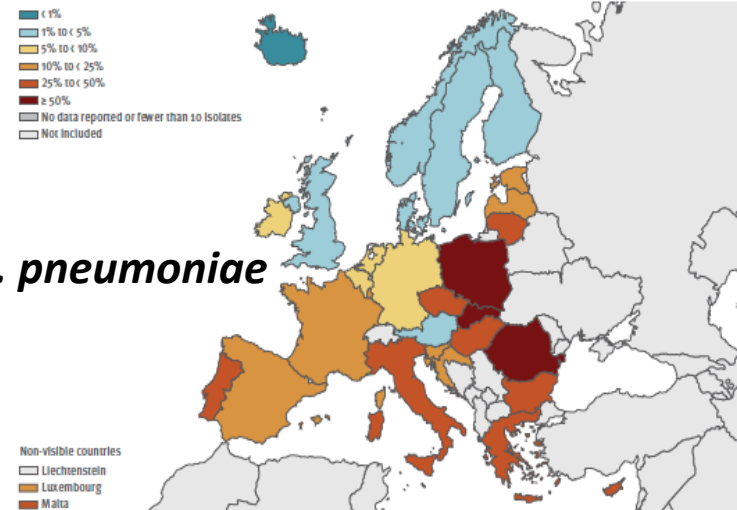 < 1%
1% to < 5%
5% to < 10%
10% to < 25%
25% to < 50%
≥ 50%
No data reported or fewer than 10 isolates
Not included
. pneumoniae
Non-visible countries
Liechtenstein
Luxembourg
Malta